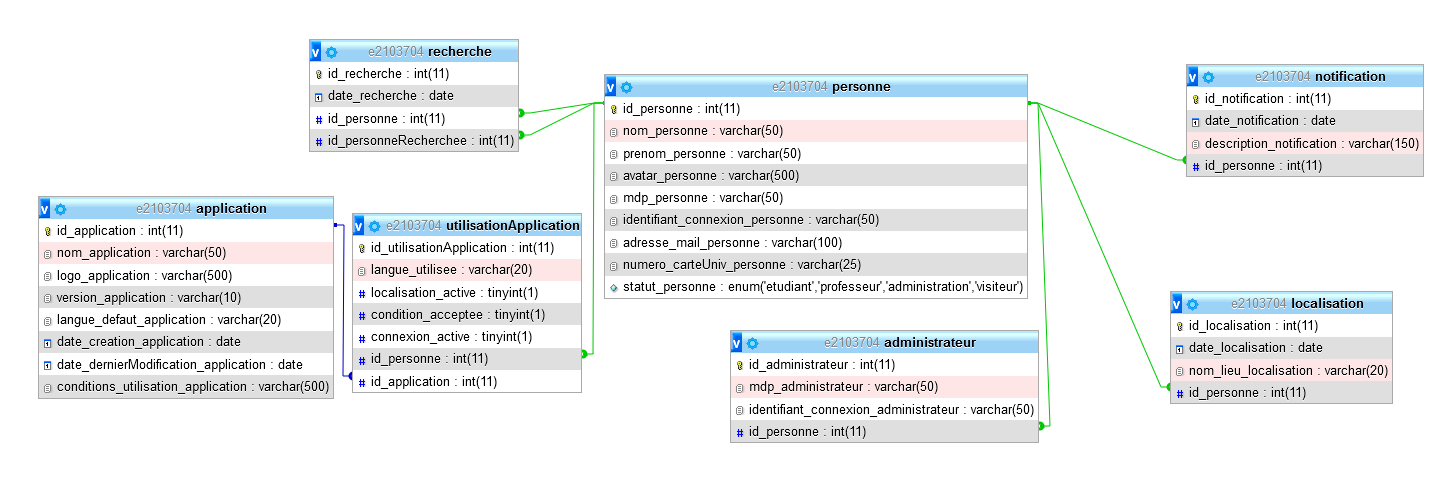 v e2103704 recherche
id_recherche : int(11)
date_recherche : date
# id_personne : int(11)
# id_personneRecherchee : int(11)
v e2103704 personne
id_personne : int(11)
nom_personne : varchar(50)
prenom_personne : varchar(50)
avatar_personne : varchar(500)
mdp_personne : varchar(50)
identifiant_connexion_personne : varchar(50)
adresse_mail_personne : varchar(100)
numero_carteUniv_personne : varchar(25)
statut_personne : enum('etudiant','professeur','administration','visiteur')
v e2103704 notification
id_notification : int(11)
date_notification : date
description_notification : varchar(150)
# id_personne : int(11)
v e2103704 application
id_application : int(11)
nom_application : varchar(50)
logo_application : varchar(500)
version_application : varchar(10)
langue_defaut_application : varchar(20)
date_creation_application : date
date_dernierModification_application : date
conditions_utilisation_application : varchar(500)
v e2103704 utilisationApplication
id_utilisationApplication : int(11)
langue_utilisee : varchar(20)
# localisation_active : tinyint(1)
# condition_acceptee : tinyint(1)
# connexion_active : tinyint(1)
# id_personne : int(11)
# id_application : int(11)
v e2103704 administrateur
id_administrateur : int(11)
mdp_administrateur : varchar(50)
identifiant_connexion_administrateur : varchar(50)
# id_personne : int(11)
v e2103704 localisation
id_localisation : int(11)
date_localisation : date
nom_lieu_localisation : varchar(20)
# id_personne : int(11)